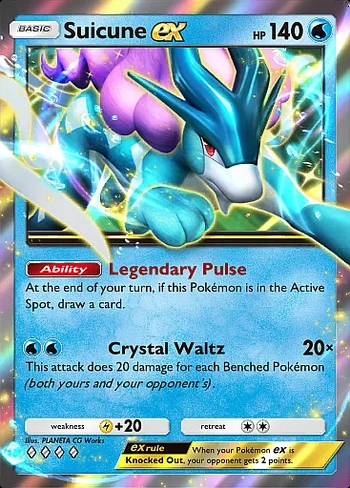 BASIC Suicune ex HP 140
Ability Legendary Pulse
At the end of your turn, if this Pokémon is in the Active
Spot, draw a card.
Crystal Waltz 20×
This attack does 20 damage for each Benched Pokémon
(both yours and your opponent's).
weakness +20 retreat
Illus. PLANETA CG Works
ex rule When your Pokémon ex is
Knocked Out, your opponent gets 2 points.